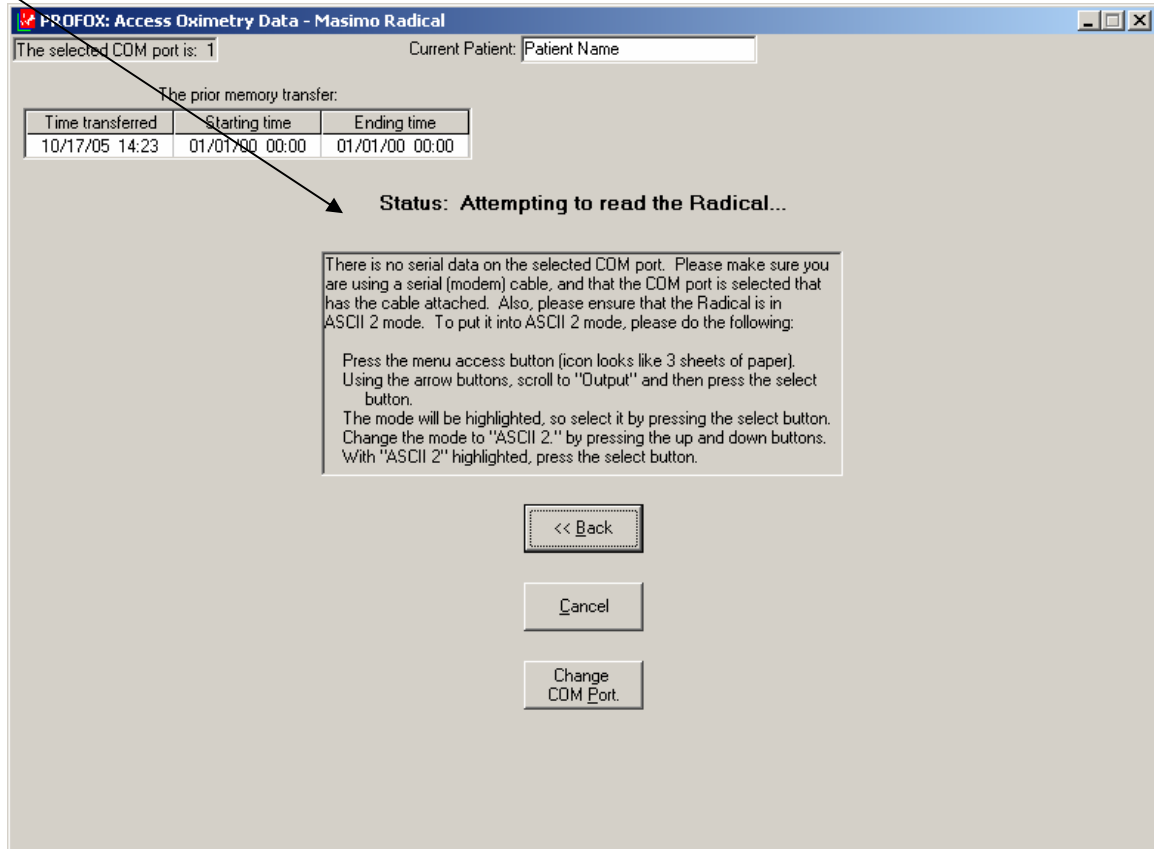 PROFOX: Access Oximetry Data - Masimo Radical
The selected COM port is: 1
Current Patient: Patient Name
The prior memory transfer:
Time transferred Starting time Ending time
10/17/05 14:23 01/01/00 00:00 01/01/00 00:00
Status: Attempting to read the Radical...
There is no serial data on the selected COM port. Please make sure you
are using a serial (modem) cable, and that the COM port is selected that
has the cable attached. Also, please ensure that the Radical is in
ASCII 2 mode. To put it into ASCII 2 mode, please do the following:
Press the menu access button (icon looks like 3 sheets of paper).
Using the arrow buttons, scroll to "Output" and then press the select
button.
The mode will be highlighted, so select it by pressing the select button.
Change the mode to "ASCII 2." by pressing the up and down buttons.
With "ASCII 2" highlighted, press the select button.
<< Back
Cancel
Change
COM Port.